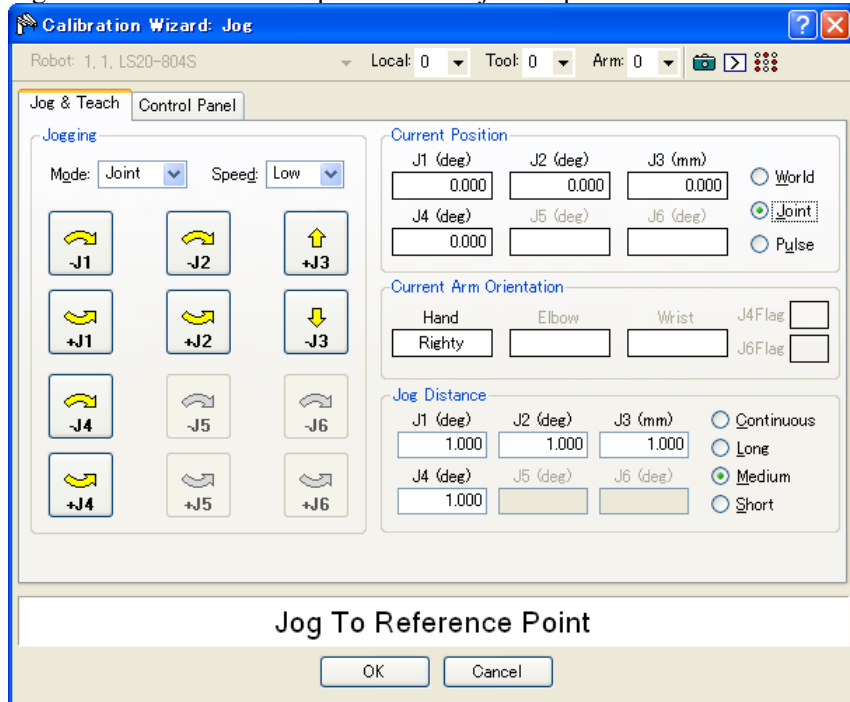 Calibration Wizard: Jog
Robot: 1, 1, LS20-804S Local: 0 Tool: 0 Arm: 0
Jog & Teach Control Panel
Jogging
Mode: Joint Speed: Low
-J1 -J2 +J3
+J1 +J2 -J3
-J4 -J5 -J6
+J4 +J5 +J6
Current Position
J1 (deg) J2 (deg) J3 (mm)
0.000 0.000 0.000
J4 (deg) J5 (deg) J6 (deg)
0.000
World
Joint
Pulse
Current Arm Orientation
Hand Elbow Wrist J4Flag
Righty
J6Flag
Jog Distance
J1 (deg) J2 (deg) J3 (mm)
1.000 1.000 1.000
J4 (deg) J5 (deg) J6 (deg)
1.000
Continuous
Long
Medium
Short
Jog To Reference Point
OK Cancel